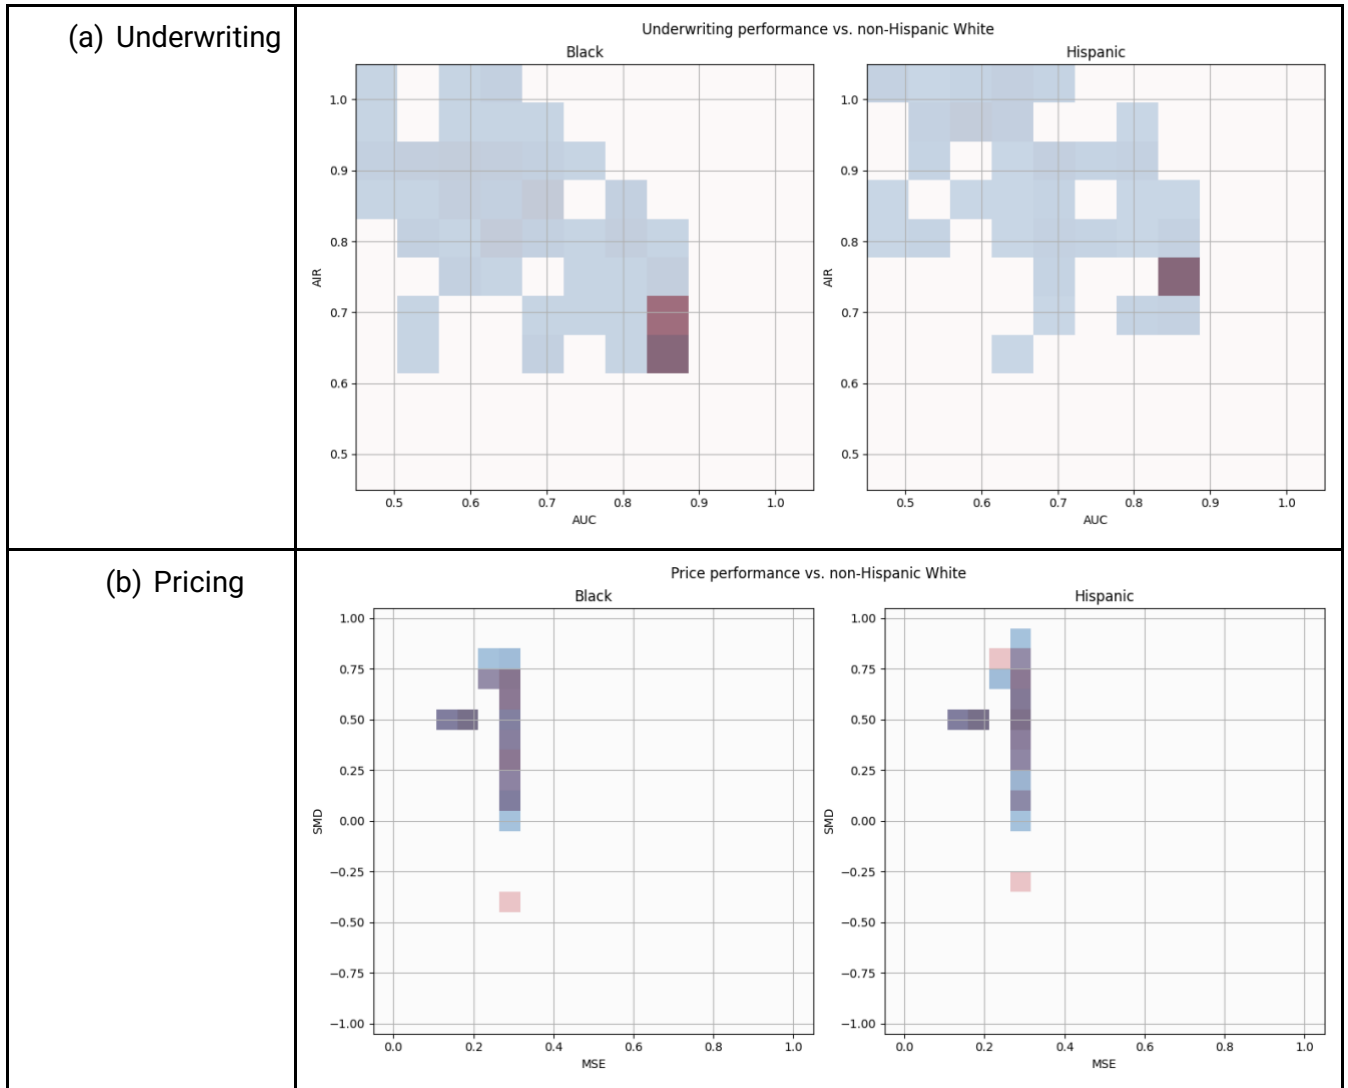 (a) Underwriting
Underwriting performance vs. non-Hispanic White
Black
Hispanic
1.0
0.9
0.8
0.7
0.6
0.5
AIR
0.5 0.6 0.7 0.8 0.9 1.0
AUC
1.0
0.9
0.8
0.7
0.6
0.5
AIR
0.5 0.6 0.7 0.8 0.9 1.0
AUC
(b) Pricing
Price performance vs. non-Hispanic White
Black
Hispanic
1.00
0.75
0.50
0.25
0.00
−0.25
−0.50
−0.75
−1.00
SMD
0.0 0.2 0.4 0.6 0.8 1.0
MSE
1.00
0.75
0.50
0.25
0.00
−0.25
−0.50
−0.75
−1.00
SMD
0.0 0.2 0.4 0.6 0.8 1.0
MSE